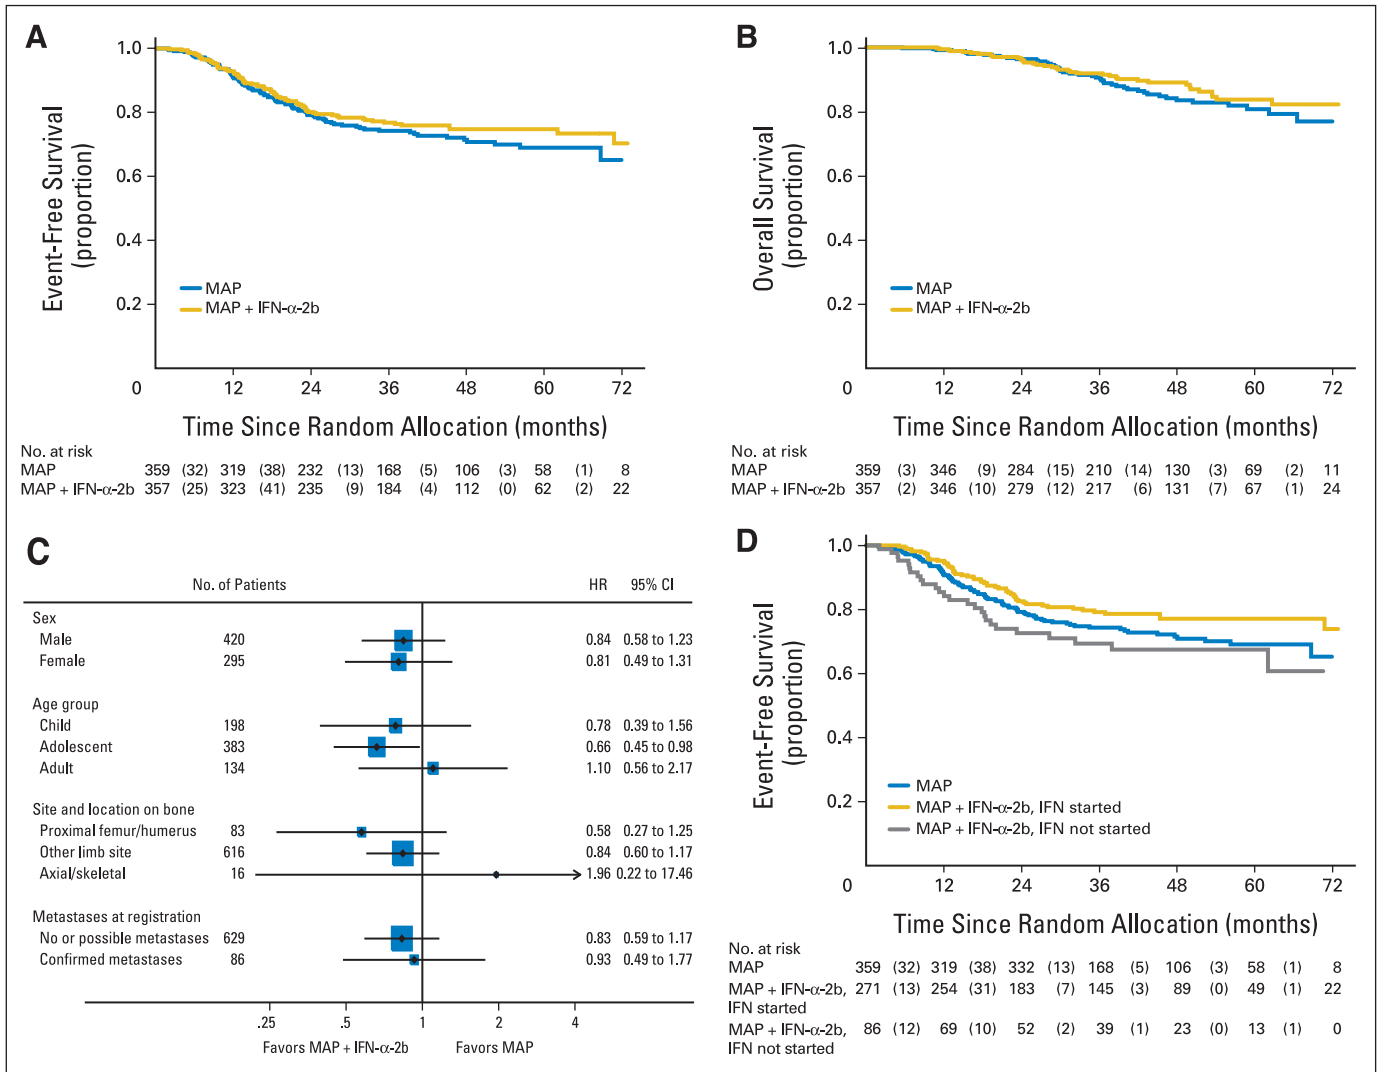 A
1.0
0.8
0.6
0.4
0.2
0
12
24
36
48
60
72
Event-Free Survival
(proportion)
MAP
MAP + IFN-α-2b
Time Since Random Allocation (months)
No. at risk
MAP 359 (32) 319 (38) 232 (13) 168 (5) 106 (3) 58 (1) 8
MAP + IFN-α-2b 357 (25) 323 (41) 235 (9) 184 (4) 112 (0) 62 (2) 22
B
1.0
0.8
0.6
0.4
0.2
0
12
24
36
48
60
72
Overall Survival
(proportion)
MAP
MAP + IFN-α-2b
Time Since Random Allocation (months)
No. at risk
MAP 359 (3) 346 (9) 284 (15) 210 (14) 130 (3) 69 (2) 11
MAP + IFN-α-2b 357 (2) 346 (10) 279 (12) 217 (6) 131 (7) 67 (1) 24
C
No. of Patients HR 95% CI
Sex
Male 420 0.84 0.58 to 1.23
Female 295 0.81 0.49 to 1.31
Age group
Child 198 0.78 0.39 to 1.56
Adolescent 383 0.66 0.45 to 0.98
Adult 134 1.10 0.56 to 2.17
Site and location on bone
Proximal femur/humerus 83 0.58 0.27 to 1.25
Other limb site 616 0.84 0.60 to 1.17
Axial/skeletal 16 1.96 0.22 to 17.46
Metastases at registration
No or possible metastases 629 0.83 0.59 to 1.17
Confirmed metastases 86 0.93 0.49 to 1.77
.25 .5 1 2 4
Favors MAP + IFN-α-2b Favors MAP
D
1.0
0.8
0.6
0.4
0.2
0
12
24
36
48
60
72
Event-Free Survival
(proportion)
MAP
MAP + IFN-α-2b, IFN started
MAP + IFN-α-2b, IFN not started
Time Since Random Allocation (months)
No. at risk
MAP 359 (32) 319 (38) 332 (13) 168 (5) 106 (3) 58 (1) 8
MAP + IFN-α-2b, 271 (13) 254 (31) 183 (7) 145 (3) 89 (0) 49 (1) 22
IFN started
MAP + IFN-α-2b, 86 (12) 69 (10) 52 (2) 39 (1) 23 (0) 13 (1) 0
IFN not started